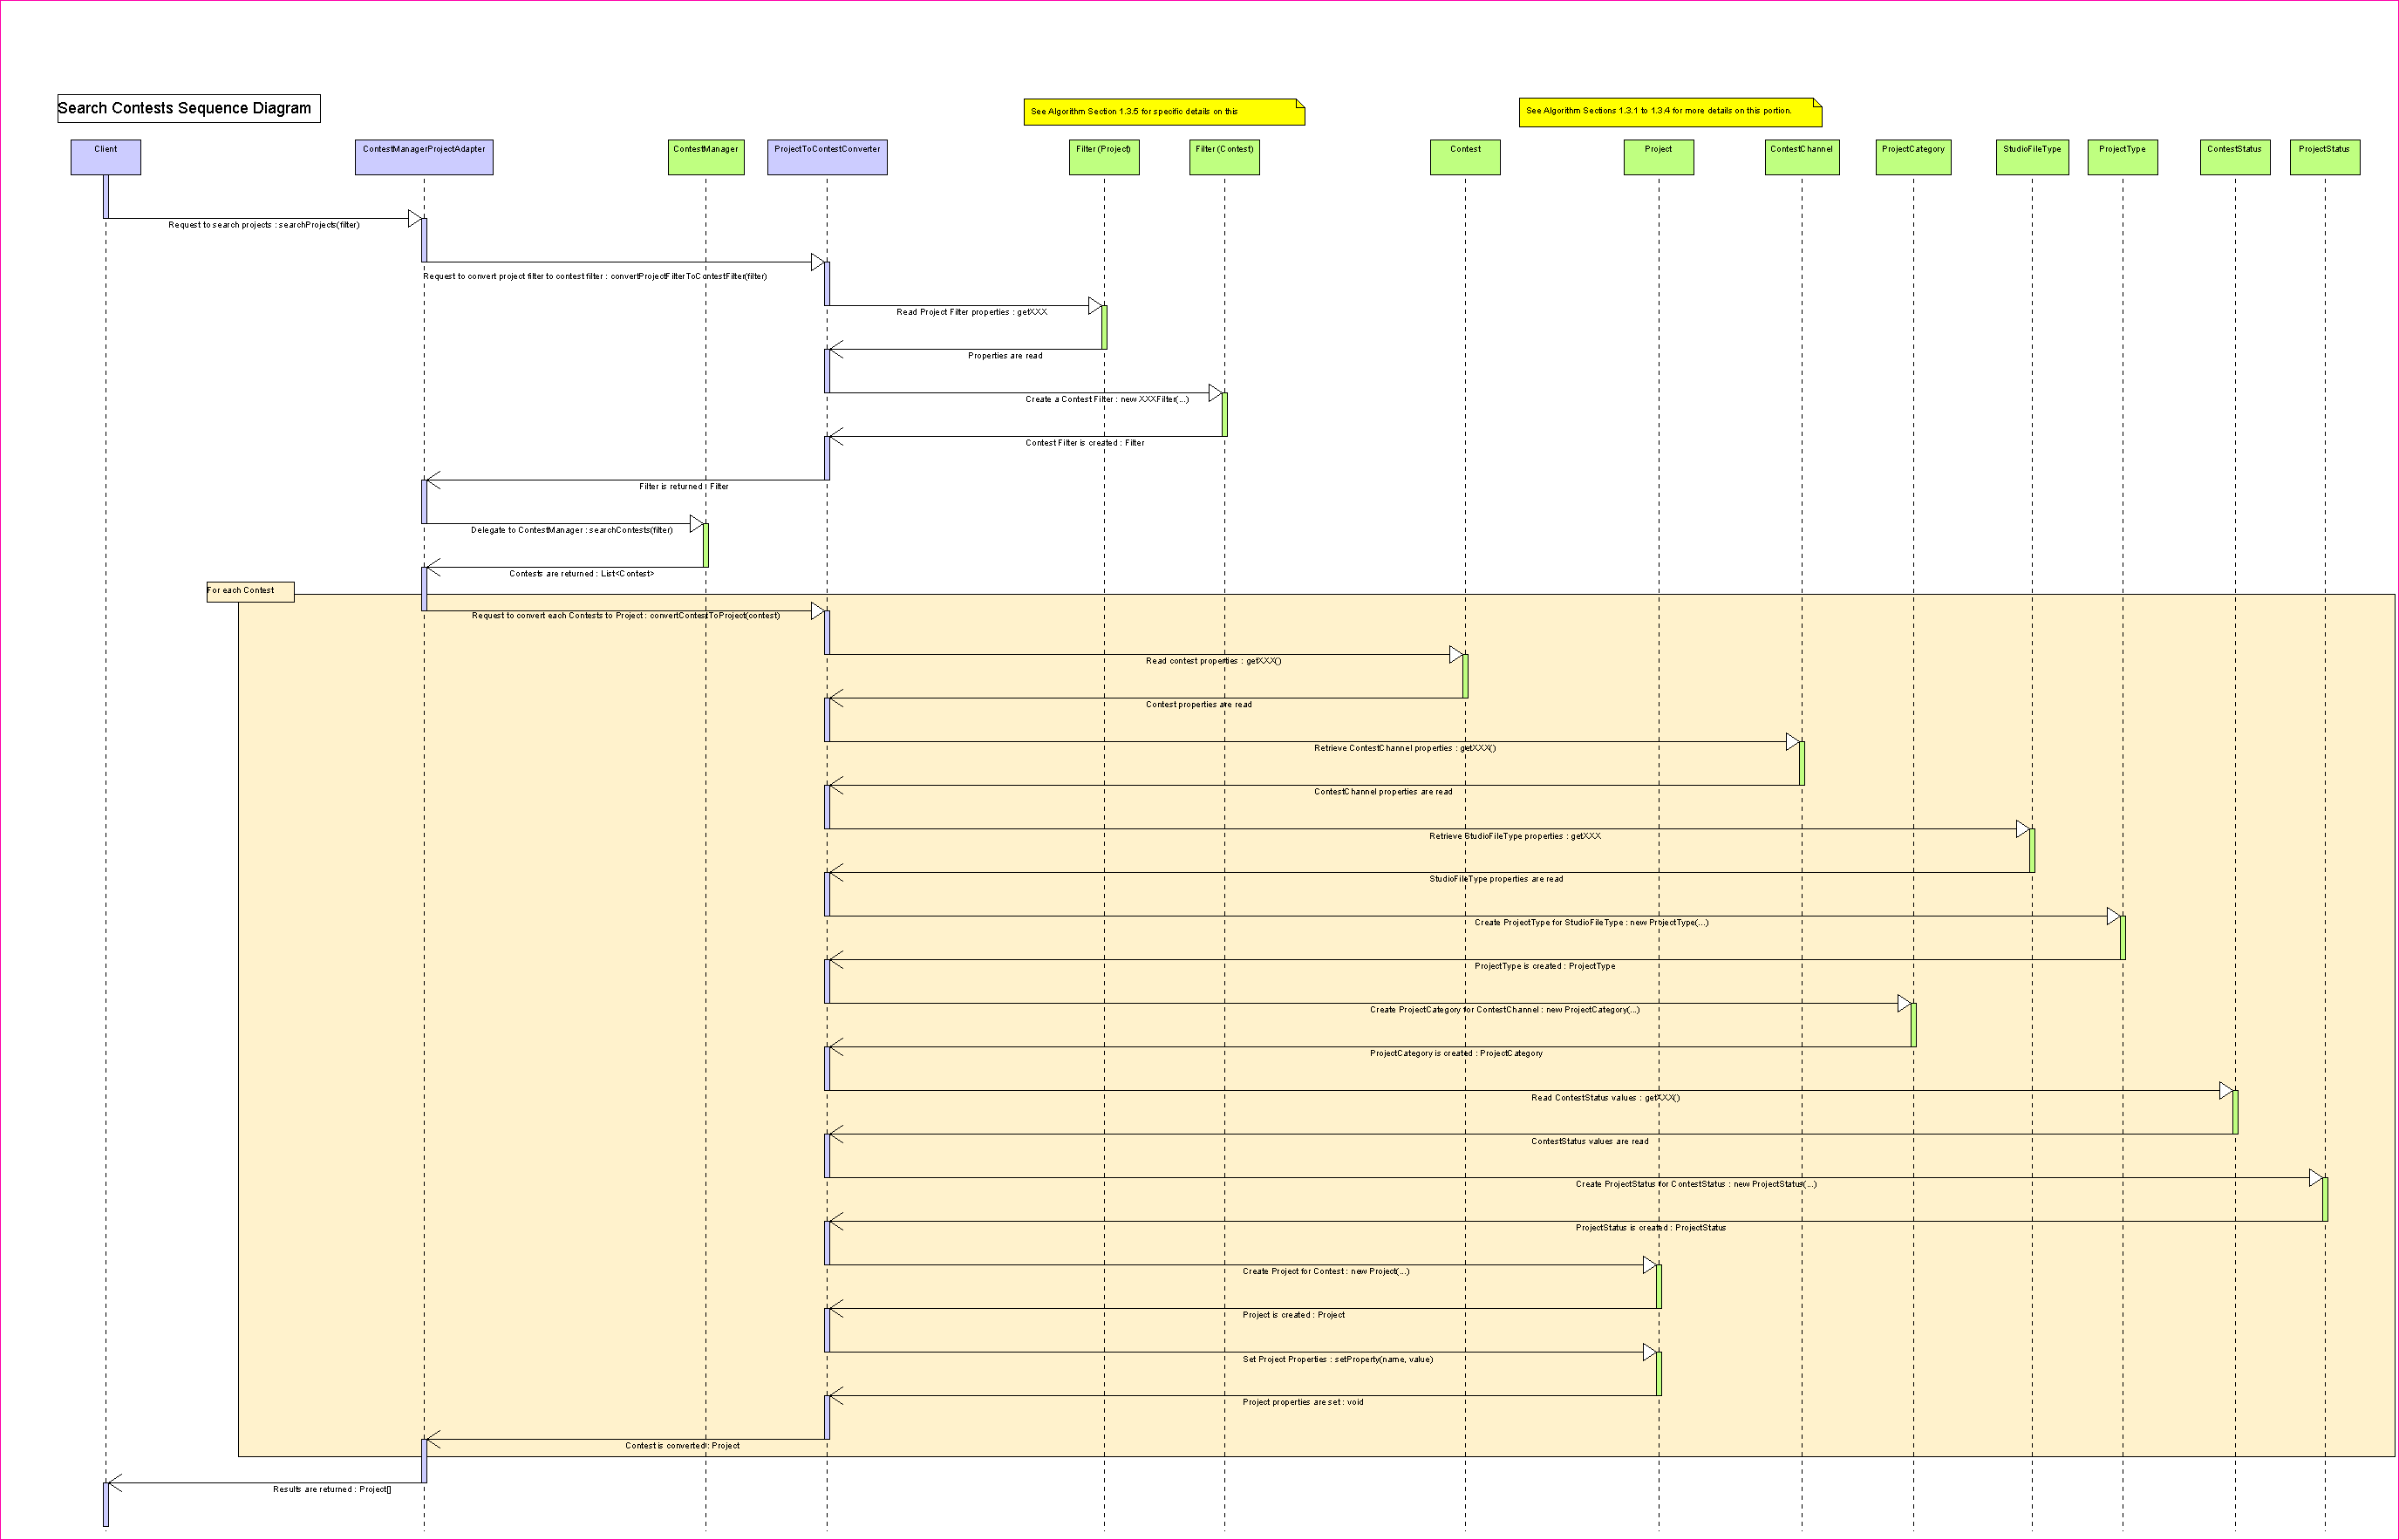 Search Contests Sequence Diagram
See Algorithm Section 1.3.5 for specific details on this
See Algorithm Sections 1.3.1 to 1.3.4 for more details on this portion.
Client
ContestManagerProjectAdapter
ContestManager
ProjectToContestConverter
Filter (Project)
Filter (Contest)
Contest
Project
ContestChannel
ProjectCategory
StudioFileType
ProjectType
ContestStatus
ProjectStatus
Request to search projects : searchProjects(filter)
Request to convert project filter to contest filter : convertProjectFilterToContestFilter(filter)
Read Project Filter properties : getXXX
Properties are read
Create a Contest Filter : new XXXFilter(...)
Contest Filter is created : Filter
Filter is returned : Filter
Delegate to ContestManager : searchContests(filter)
Contests are returned : List<Contest>
For each Contest
Request to convert each Contests to Project : convertContestToProject(contest)
Read contest properties : getXXX()
Contest properties are read
Retrieve ContestChannel properties : getXXX()
ContestChannel properties are read
Retrieve StudioFileType properties : getXXX
StudioFileType properties are read
Create ProjectType for StudioFileType : new ProjectType(...)
ProjectType is created : ProjectType
Create ProjectCategory for ContestChannel : new ProjectCategory(...)
ProjectCategory is created : ProjectCategory
Read ContestStatus values : getXXX()
ContestStatus values are read
Create ProjectStatus for ContestStatus : new ProjectStatus(...)
ProjectStatus is created : ProjectStatus
Create Project for Contest : new Project(...)
Project is created : Project
Set Project Properties : setProperty(name, value)
Project properties are set : void
Contest is converted : Project
Results are returned : Project[]